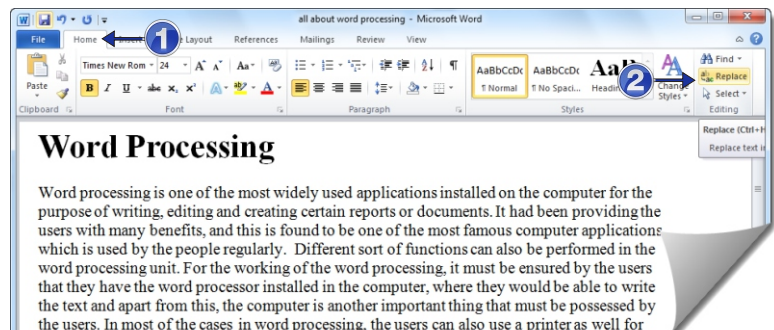 all about word processing - Microsoft Word
File Home Insert Page Layout References Mailings Review View
1
Times New Rom 24 A A Aa
AaBbCcDc AaBbCcDc
2
Find
Replace
Select
Paste
B I U abc x₂ x² A A
¶ Normal ¶ No Spaci... Change Styles
Clipboard Font Paragraph Styles Editing
Replace (Ctrl+H
Replace text
Word Processing
Word processing is one of the most widely used applications installed on the computer for the
purpose of writing, editing and creating certain reports or documents. It had been providing the
users with many benefits, and this is found to be one of the most famous computer applications
which is used by the people regularly. Different sort of functions can also be performed in the
word processing unit. For the working of the word processing, it must be ensured by the users
that they have the word processor installed in the computer, where they would be able to write
the text and apart from this, the computer is another important thing that must be possessed by
the users. In most of the cases in word processing, the users can also use a printer as well for